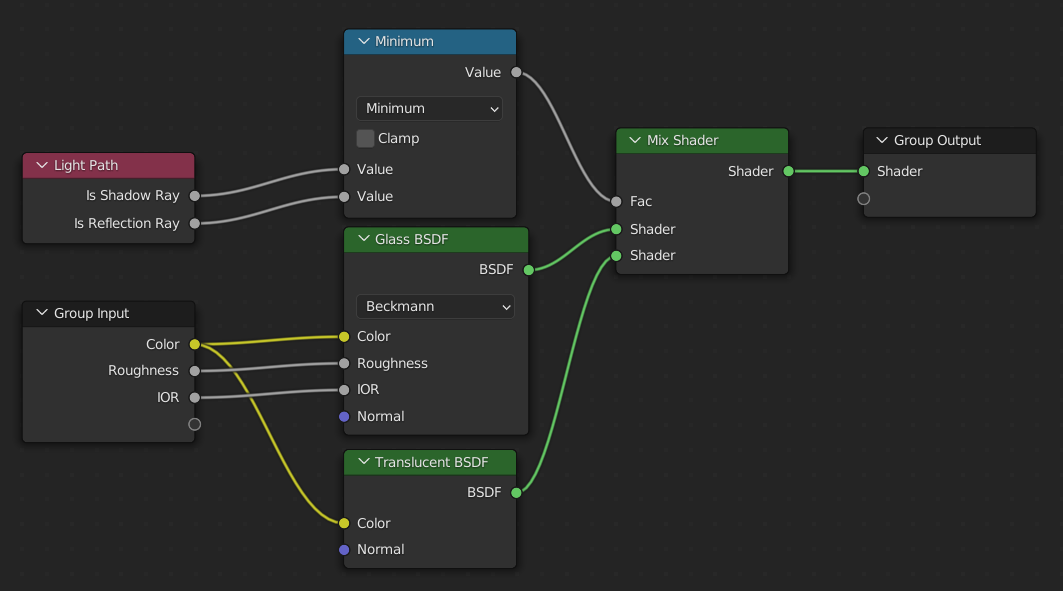 Light Path
Is Shadow Ray
Is Reflection Ray
Group Input
Color
Roughness
IOR
Minimum
Value
Minimum
Clamp
Value
Value
Glass BSDF
BSDF
Beckmann
Color
Roughness
IOR
Normal
Translucent BSDF
BSDF
Color
Normal
Mix Shader
Shader
Fac
Shader
Shader
Group Output
Shader